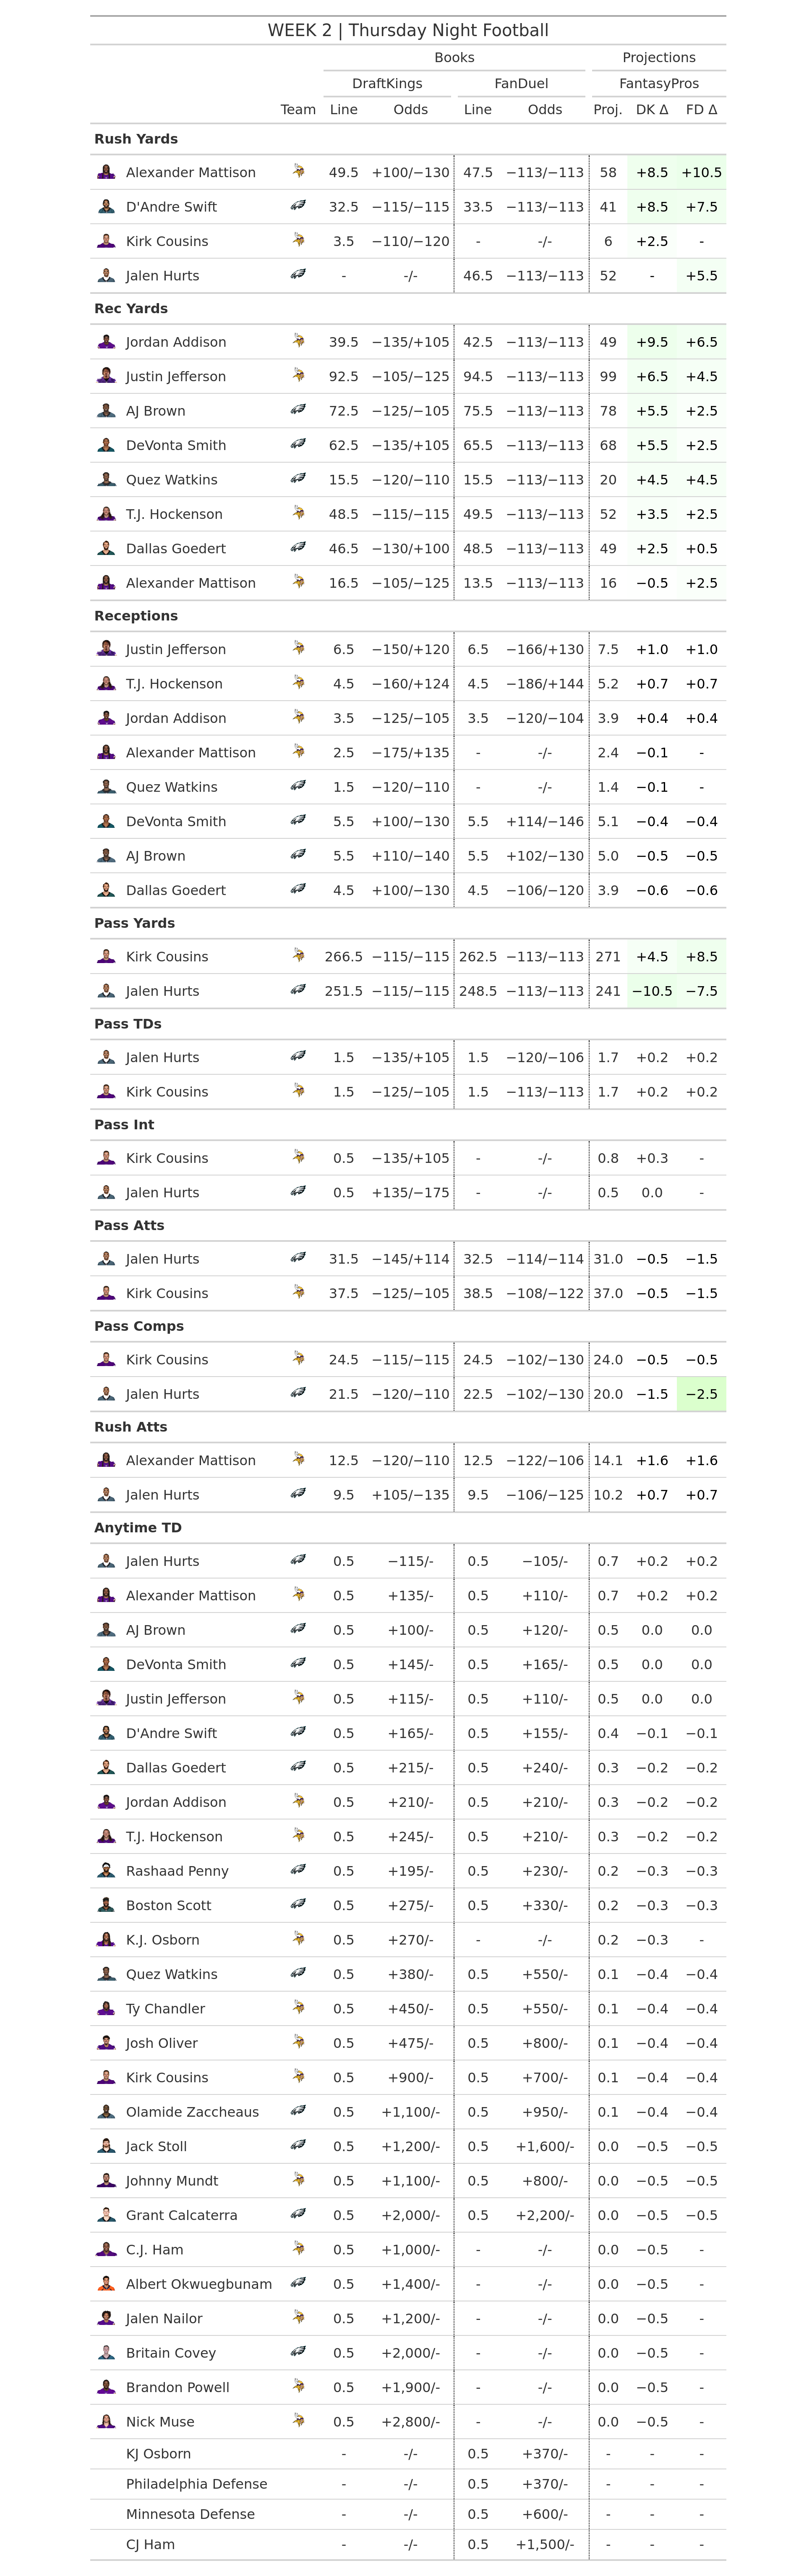 WEEK 2 | Thursday Night Football
Books Projections
DraftKings FanDuel FantasyPros
Team Line Odds Line Odds Proj. DK Δ FD Δ
Rush Yards
Alexander Mattison 49.5 +100/−130 47.5 −113/−113 58 +8.5 +10.5
D'Andre Swift 32.5 −115/−115 33.5 −113/−113 41 +8.5 +7.5
Kirk Cousins 3.5 −110/−120 - -/- 6 +2.5 -
Jalen Hurts - -/- 46.5 −113/−113 52 - +5.5
Rec Yards
Jordan Addison 39.5 −135/+105 42.5 −113/−113 49 +9.5 +6.5
Justin Jefferson 92.5 −105/−125 94.5 −113/−113 99 +6.5 +4.5
AJ Brown 72.5 −125/−105 75.5 −113/−113 78 +5.5 +2.5
DeVonta Smith 62.5 −135/+105 65.5 −113/−113 68 +5.5 +2.5
Quez Watkins 15.5 −120/−110 15.5 −113/−113 20 +4.5 +4.5
T.J. Hockenson 48.5 −115/−115 49.5 −113/−113 52 +3.5 +2.5
Dallas Goedert 46.5 −130/+100 48.5 −113/−113 49 +2.5 +0.5
Alexander Mattison 16.5 −105/−125 13.5 −113/−113 16 −0.5 +2.5
Receptions
Justin Jefferson 6.5 −150/+120 6.5 −166/+130 7.5 +1.0 +1.0
T.J. Hockenson 4.5 −160/+124 4.5 −186/+144 5.2 +0.7 +0.7
Jordan Addison 3.5 −125/−105 3.5 −120/−104 3.9 +0.4 +0.4
Alexander Mattison 2.5 −175/+135 - -/- 2.4 −0.1 -
Quez Watkins 1.5 −120/−110 - -/- 1.4 −0.1 -
DeVonta Smith 5.5 +100/−130 5.5 +114/−146 5.1 −0.4 −0.4
AJ Brown 5.5 +110/−140 5.5 +102/−130 5.0 −0.5 −0.5
Dallas Goedert 4.5 +100/−130 4.5 −106/−120 3.9 −0.6 −0.6
Pass Yards
Kirk Cousins 266.5 −115/−115 262.5 −113/−113 271 +4.5 +8.5
Jalen Hurts 251.5 −115/−115 248.5 −113/−113 241 −10.5 −7.5
Pass TDs
Jalen Hurts 1.5 −135/+105 1.5 −120/−106 1.7 +0.2 +0.2
Kirk Cousins 1.5 −125/−105 1.5 −113/−113 1.7 +0.2 +0.2
Pass Int
Kirk Cousins 0.5 −135/+105 - -/- 0.8 +0.3 -
Jalen Hurts 0.5 +135/−175 - -/- 0.5 0.0 -
Pass Atts
Jalen Hurts 31.5 −145/+114 32.5 −114/−114 31.0 −0.5 −1.5
Kirk Cousins 37.5 −125/−105 38.5 −108/−122 37.0 −0.5 −1.5
Pass Comps
Kirk Cousins 24.5 −115/−115 24.5 −102/−130 24.0 −0.5 −0.5
Jalen Hurts 21.5 −120/−110 22.5 −102/−130 20.0 −1.5 −2.5
Rush Atts
Alexander Mattison 12.5 −120/−110 12.5 −122/−106 14.1 +1.6 +1.6
Jalen Hurts 9.5 +105/−135 9.5 −106/−125 10.2 +0.7 +0.7
Anytime TD
Jalen Hurts 0.5 −115/- 0.5 −105/- 0.7 +0.2 +0.2
Alexander Mattison 0.5 +135/- 0.5 +110/- 0.7 +0.2 +0.2
AJ Brown 0.5 +100/- 0.5 +120/- 0.5 0.0 0.0
DeVonta Smith 0.5 +145/- 0.5 +165/- 0.5 0.0 0.0
Justin Jefferson 0.5 +115/- 0.5 +110/- 0.5 0.0 0.0
D'Andre Swift 0.5 +165/- 0.5 +155/- 0.4 −0.1 −0.1
Dallas Goedert 0.5 +215/- 0.5 +240/- 0.3 −0.2 −0.2
Jordan Addison 0.5 +210/- 0.5 +210/- 0.3 −0.2 −0.2
T.J. Hockenson 0.5 +245/- 0.5 +210/- 0.3 −0.2 −0.2
Rashaad Penny 0.5 +195/- 0.5 +230/- 0.2 −0.3 −0.3
Boston Scott 0.5 +275/- 0.5 +330/- 0.2 −0.3 −0.3
K.J. Osborn 0.5 +270/- - -/- 0.2 −0.3 -
Quez Watkins 0.5 +380/- 0.5 +550/- 0.1 −0.4 −0.4
Ty Chandler 0.5 +450/- 0.5 +550/- 0.1 −0.4 −0.4
Josh Oliver 0.5 +475/- 0.5 +800/- 0.1 −0.4 −0.4
Kirk Cousins 0.5 +900/- 0.5 +700/- 0.1 −0.4 −0.4
Olamide Zaccheaus 0.5 +1,100/- 0.5 +950/- 0.1 −0.4 −0.4
Jack Stoll 0.5 +1,200/- 0.5 +1,600/- 0.0 −0.5 −0.5
Johnny Mundt 0.5 +1,100/- 0.5 +800/- 0.0 −0.5 −0.5
Grant Calcaterra 0.5 +2,000/- 0.5 +2,200/- 0.0 −0.5 −0.5
C.J. Ham 0.5 +1,000/- - -/- 0.0 −0.5 -
Albert Okwuegbunam 0.5 +1,400/- - -/- 0.0 −0.5 -
Jalen Nailor 0.5 +1,200/- - -/- 0.0 −0.5 -
Britain Covey 0.5 +2,000/- - -/- 0.0 −0.5 -
Brandon Powell 0.5 +1,900/- - -/- 0.0 −0.5 -
Nick Muse 0.5 +2,800/- - -/- 0.0 −0.5 -
KJ Osborn - -/- 0.5 +370/- - - -
Philadelphia Defense - -/- 0.5 +370/- - - -
Minnesota Defense - -/- 0.5 +600/- - - -
CJ Ham - -/- 0.5 +1,500/- - - -